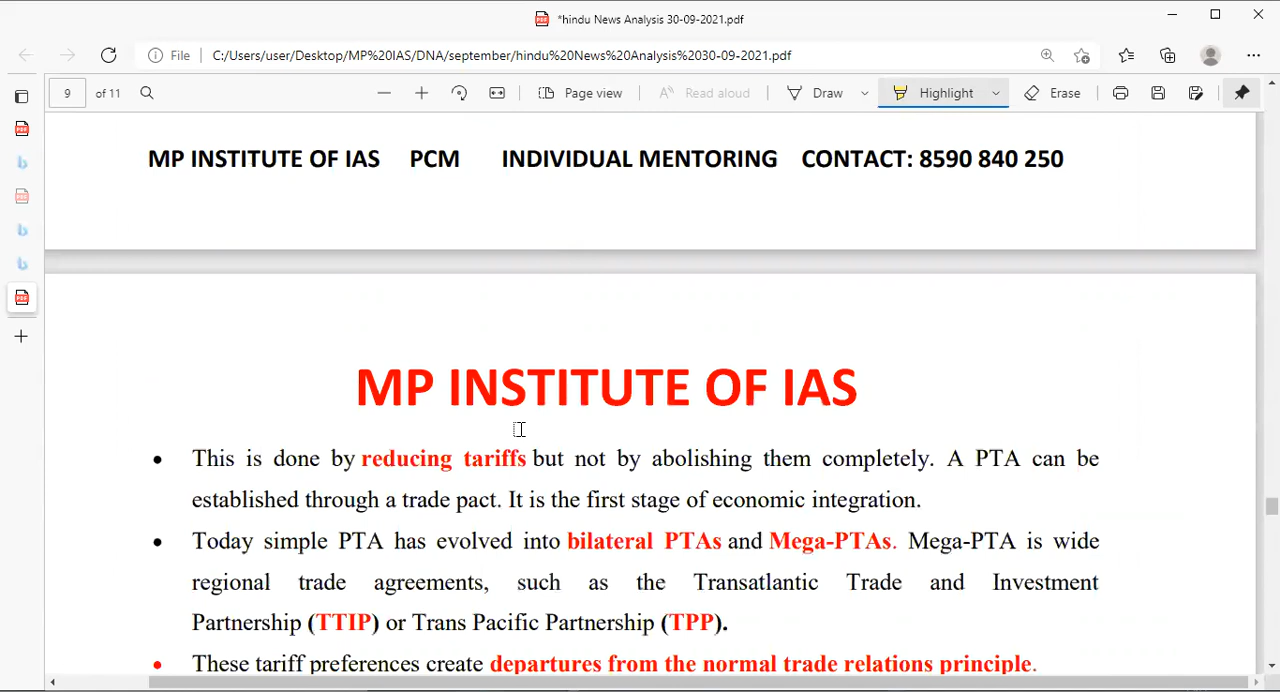 *hindu News Analysis 30-09-2021.pdf
File C:/Users/user/Desktop/MP%20IAS/DNA/september/hindu%20News%20Analysis%2030-09-2021.pdf
9 of 11 Page view Read aloud Draw Highlight Erase
MP INSTITUTE OF IAS PCM INDIVIDUAL MENTORING CONTACT: 8590 840 250
MP INSTITUTE OF IAS
• This is done by reducing tariffs but not by abolishing them completely. A PTA can be
established through a trade pact. It is the first stage of economic integration.
• Today simple PTA has evolved into bilateral PTAs and Mega-PTAs. Mega-PTA is wide
regional trade agreements, such as the Transatlantic Trade and Investment
Partnership (TTIP) or Trans Pacific Partnership (TPP).
• These tariff preferences create departures from the normal trade relations principle.